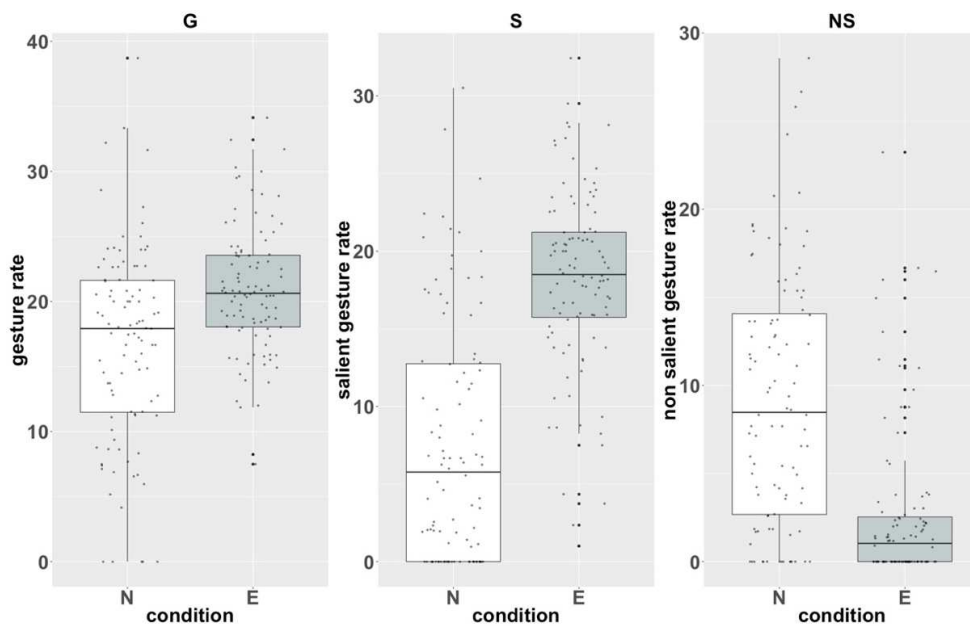 G
S
NS
gesture rate
40
30
20
10
0
N
E
condition
salient gesture rate
30
20
10
0
N
E
condition
non salient gesture rate
30
20
10
0
N
E
condition